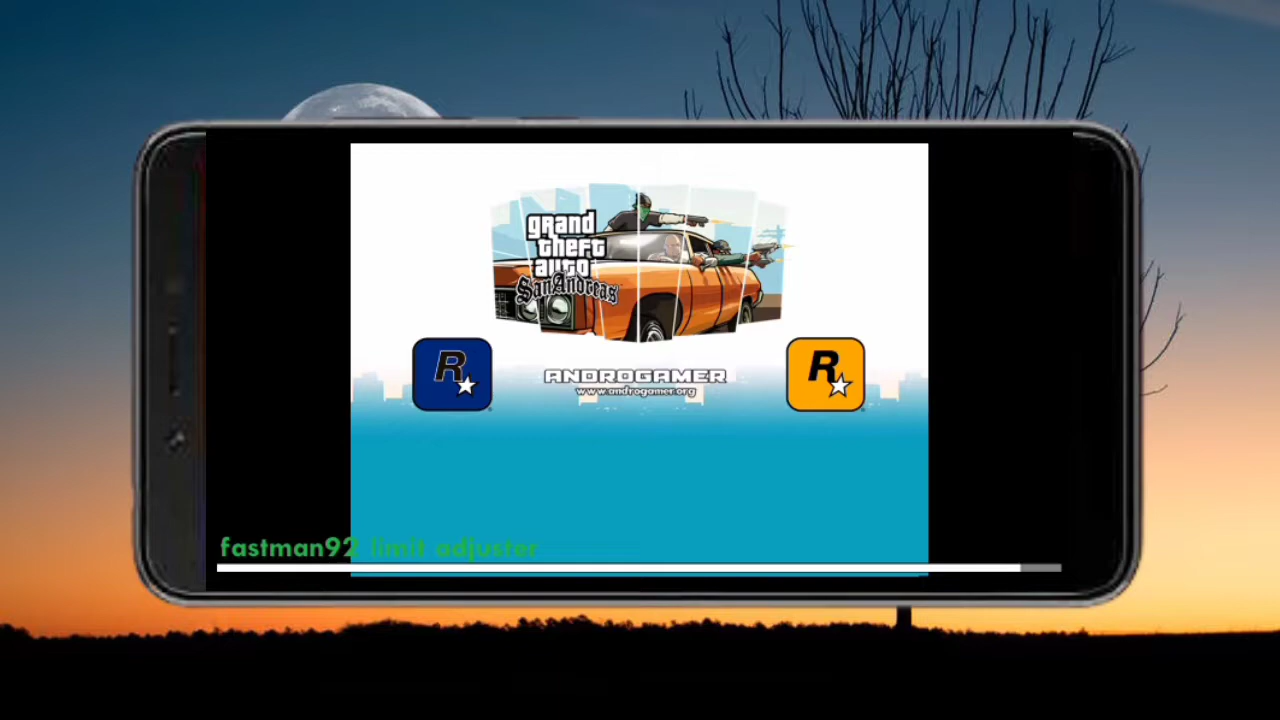 grand
theft
auto
San Andreas
R
R
ANDROGAMER
www.androgamer.org
fastman92 limit adjuster